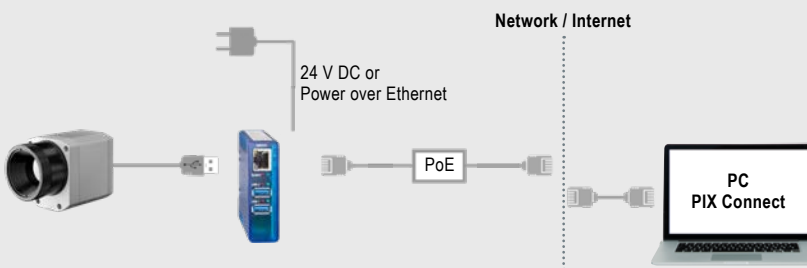 Network / Internet
24 V DC or
Power over Ethernet
PoE
PC
PIX Connect